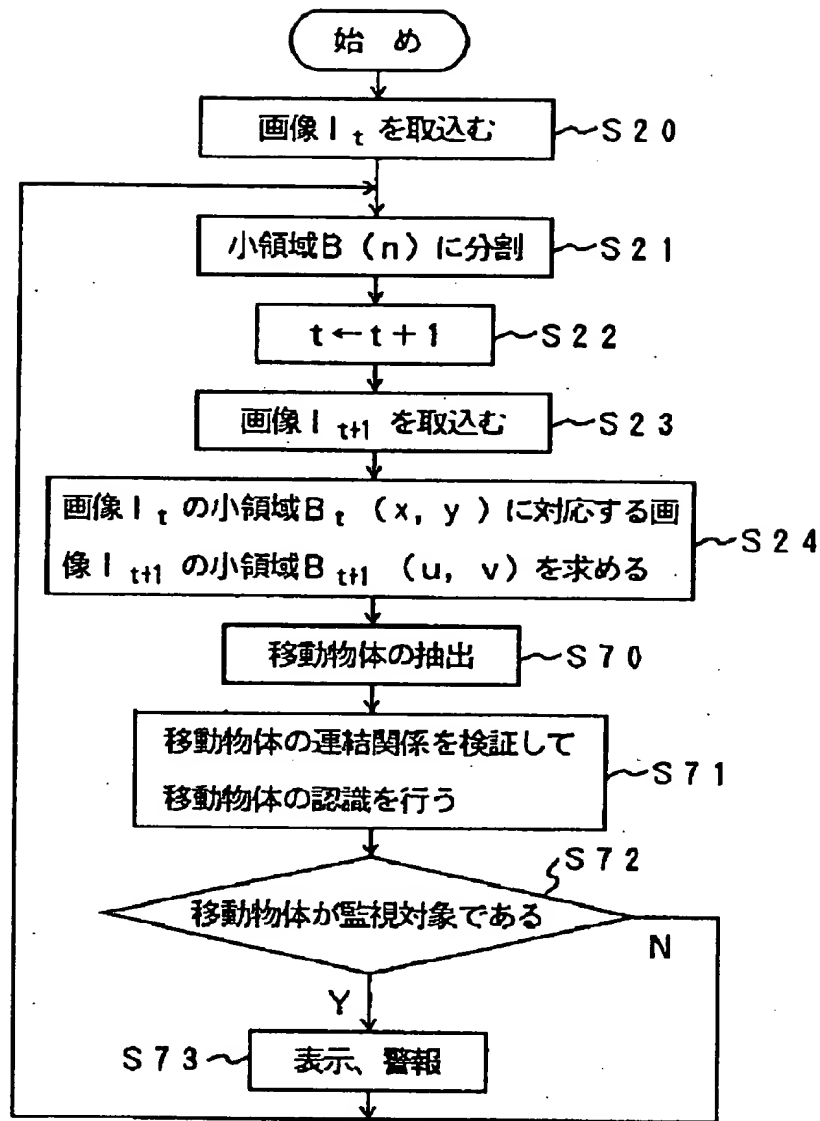 始 め
画像I t を取込む
S20
小領域B (n)に分割
S21
t←t+1
S22
画像I t+1 を取込む
S23
画像I t の小領域B t (x, y)に対応する画
像I t+1 の小領域B t+1 (u, v)を求める
S24
移動物体の抽出
S70
移動物体の連結関係を検証して
移動物体の認識を行う
S71
S72
移動物体が監視対象である
N
Y
S73
表示、警報